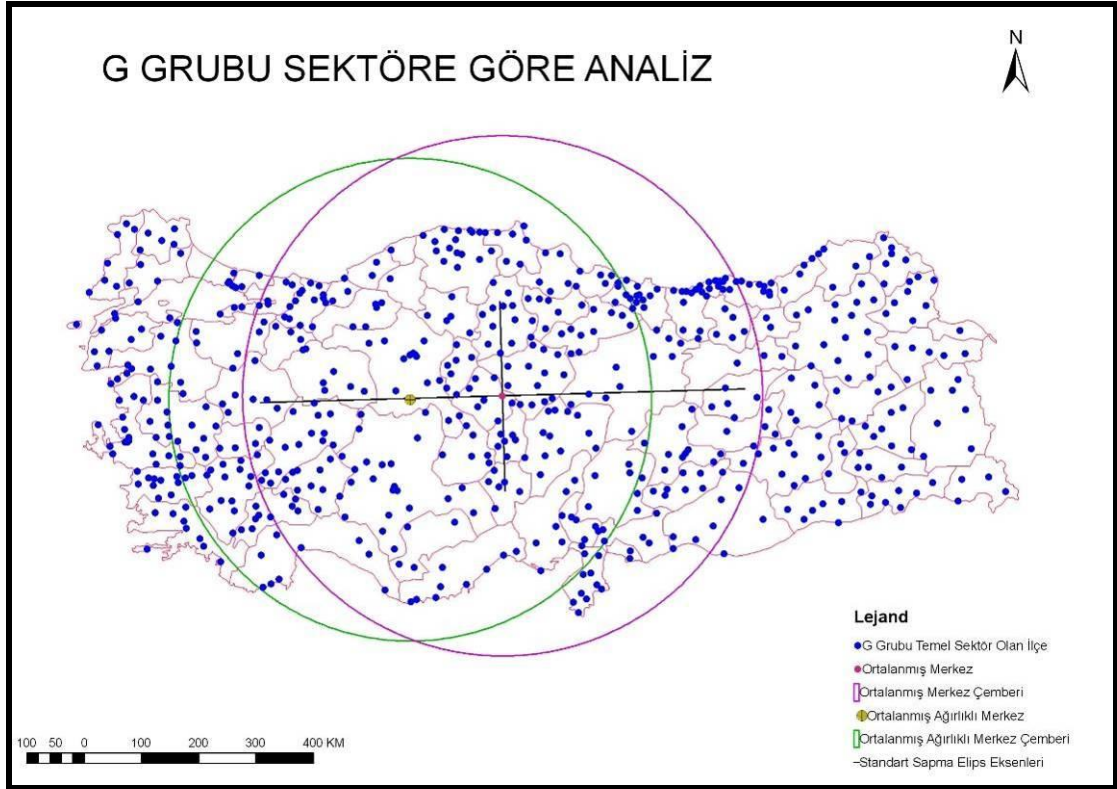 G GRUBU SEKTÖRE GÖRE ANALİZ
N
Lejand
G Grubu Temel Sektör Olan İlçe
Ortalanmış Merkez
Ortalanmış Merkez Çemberi
Ortalanmış Ağırlıklı Merkez
Ortalanmış Ağırlıklı Merkez Çemberi
Standart Sapma Elips Eksenleri
100 50 0 100 200 300 400 KM